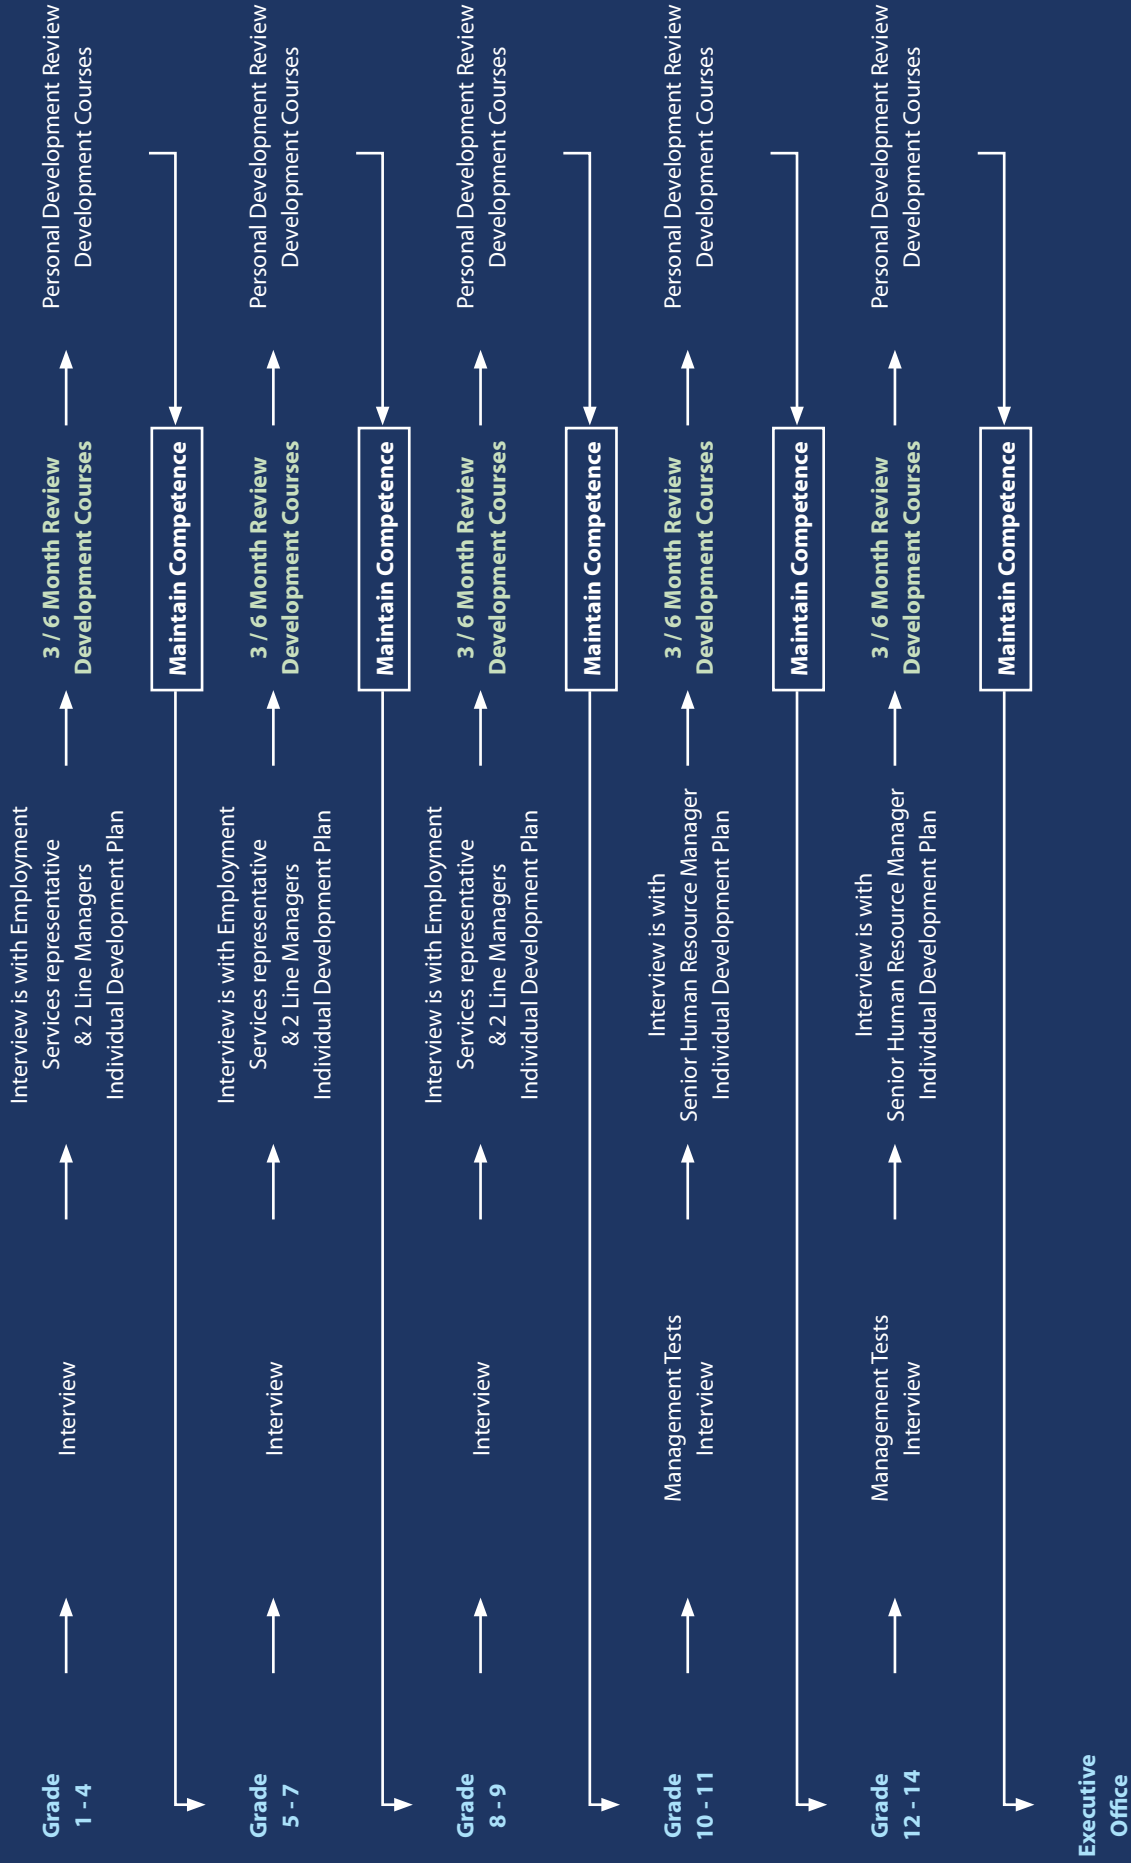 Grade
1 - 4
Interview
Interview is with Employment
Services representative
& 2 Line Managers
Individual Development Plan
3 / 6 Month Review
Development Courses
Personal Development Review
Development Courses
Maintain Competence
Grade
5 - 7
Interview
Interview is with Employment
Services representative
& 2 Line Managers
Individual Development Plan
3 / 6 Month Review
Development Courses
Personal Development Review
Development Courses
Maintain Competence
Grade
8 - 9
Interview
Interview is with Employment
Services representative
& 2 Line Managers
Individual Development Plan
3 / 6 Month Review
Development Courses
Personal Development Review
Development Courses
Maintain Competence
Grade
10 - 11
Management Tests
Interview
Interview is with
Senior Human Resource Manager
Individual Development Plan
3 / 6 Month Review
Development Courses
Personal Development Review
Development Courses
Maintain Competence
Grade
12 - 14
Management Tests
Interview
Interview is with
Senior Human Resource Manager
Individual Development Plan
3 / 6 Month Review
Development Courses
Personal Development Review
Development Courses
Maintain Competence
Executive
Office